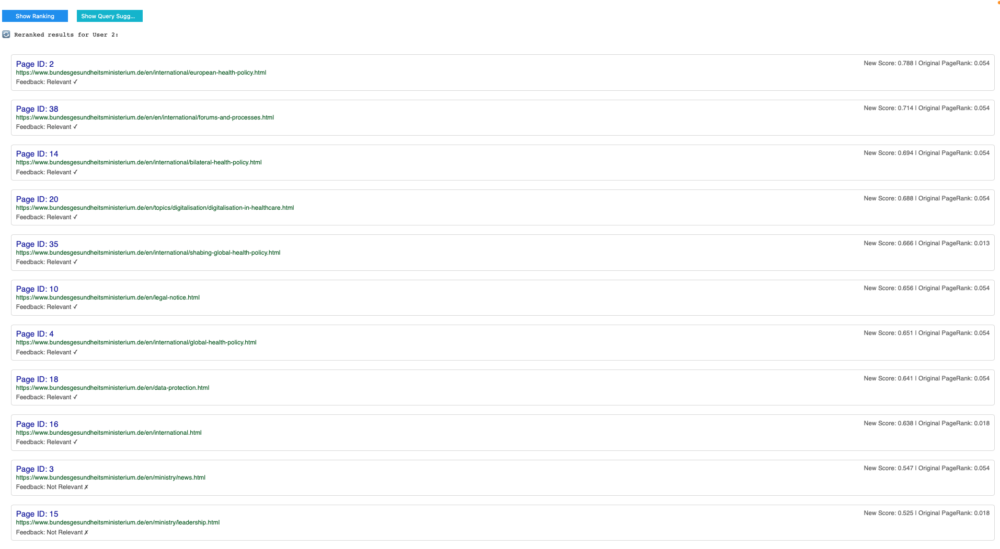 Show Ranking
Show Query Sugg...
Reranked results for User 2:
Page ID: 2
New Score: 0.788 | Original PageRank: 0.054
https://www.bundesgesundheitsministerium.de/en/international/european-health-policy.html
Feedback: Relevant ✓
Page ID: 38
New Score: 0.714 | Original PageRank: 0.054
https://www.bundesgesundheitsministerium.de/en/en/international/forums-and-processes.html
Feedback: Relevant ✓
Page ID: 14
New Score: 0.694 | Original PageRank: 0.054
https://www.bundesgesundheitsministerium.de/en/international/bilateral-health-policy.html
Feedback: Relevant ✓
Page ID: 20
New Score: 0.688 | Original PageRank: 0.054
https://www.bundesgesundheitsministerium.de/en/topics/digitalisation/digitalisation-in-healthcare.html
Feedback: Relevant ✓
Page ID: 35
New Score: 0.666 | Original PageRank: 0.013
https://www.bundesgesundheitsministerium.de/en/international/shabing-global-health-policy.html
Feedback: Relevant ✓
Page ID: 10
New Score: 0.656 | Original PageRank: 0.054
https://www.bundesgesundheitsministerium.de/en/legal-notice.html
Feedback: Relevant ✓
Page ID: 4
New Score: 0.651 | Original PageRank: 0.054
https://www.bundesgesundheitsministerium.de/en/international/global-health-policy.html
Feedback: Relevant ✓
Page ID: 18
New Score: 0.641 | Original PageRank: 0.054
https://www.bundesgesundheitsministerium.de/en/data-protection.html
Feedback: Relevant ✓
Page ID: 16
New Score: 0.638 | Original PageRank: 0.018
https://www.bundesgesundheitsministerium.de/en/international.html
Feedback: Relevant ✓
Page ID: 3
New Score: 0.547 | Original PageRank: 0.054
https://www.bundesgesundheitsministerium.de/en/ministry/news.html
Feedback: Not Relevant ✗
Page ID: 15
New Score: 0.525 | Original PageRank: 0.018
https://www.bundesgesundheitsministerium.de/en/ministry/leadership.html
Feedback: Not Relevant ✗